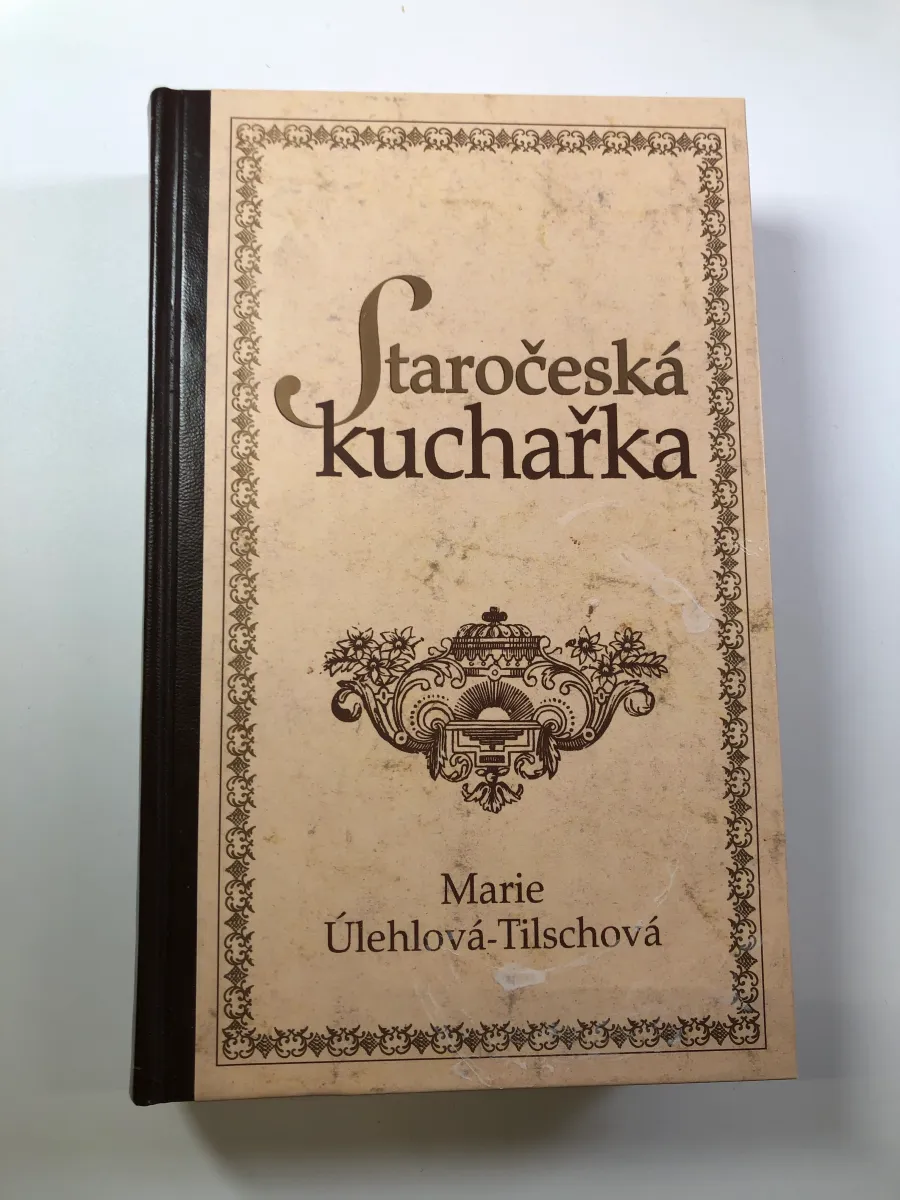 Staročeská
kuchařka
Marie
Úlehlová-Tilschová